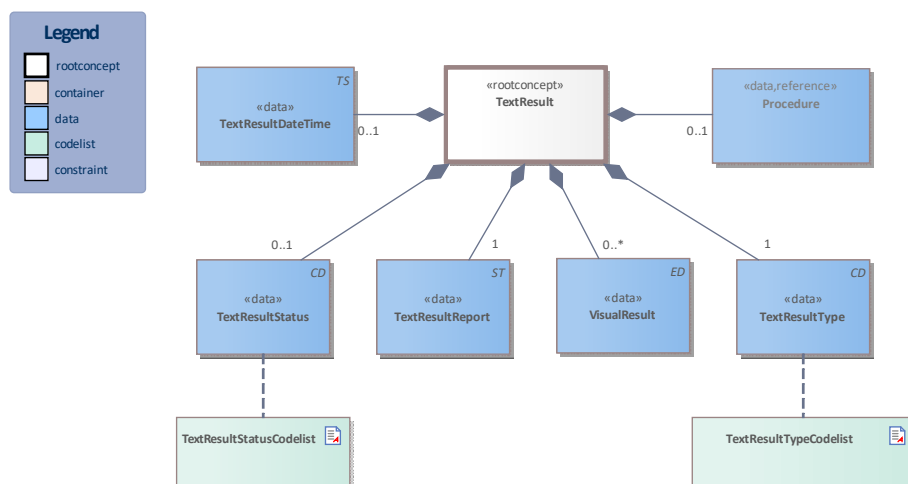 Legend
rootconcept
container
data
codelist
constraint
TS
«data»
TextResultDateTime
0..1
«rootconcept»
TextResult
«data,reference»
Procedure
0..1
0..1
1
0..*
1
CD
«data»
TextResultStatus
ST
«data»
TextResultReport
ED
«data»
VisualResult
CD
«data»
TextResultType
TextResultStatusCodelist
TextResultTypeCodelist